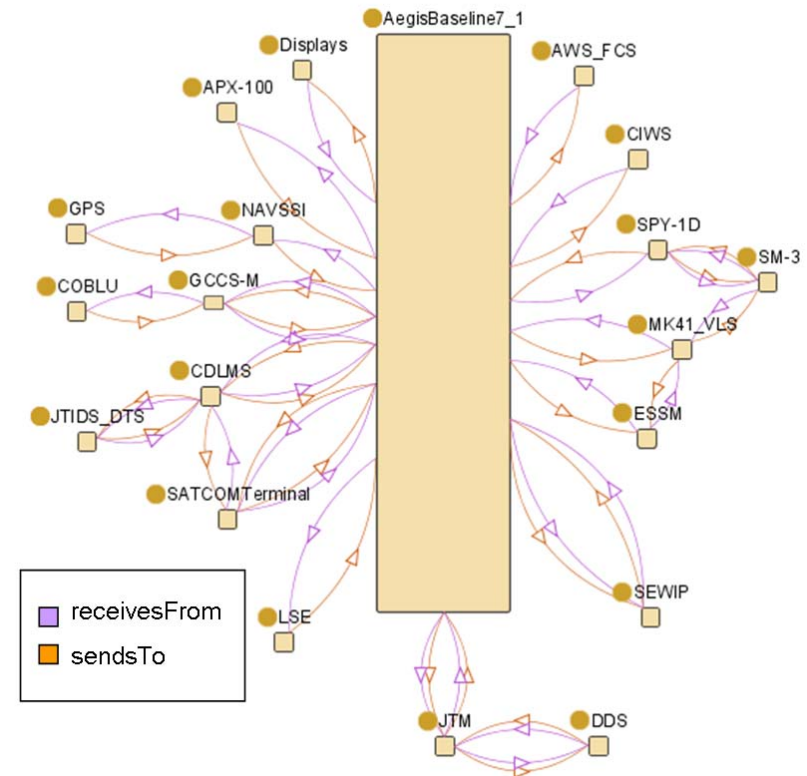 AegisBaseline7_1
Displays
AWS_FCS
APX-100
CIWS
GPS
NAVSSI
SPY-1D
SM-3
COBLU
GCCS-M
MK41_VLS
CDLMS
JTIDS_DTS
ESSM
SATCOMTerminal
SEWIP
LSE
receivesFrom
sendsTo
JTM
DDS